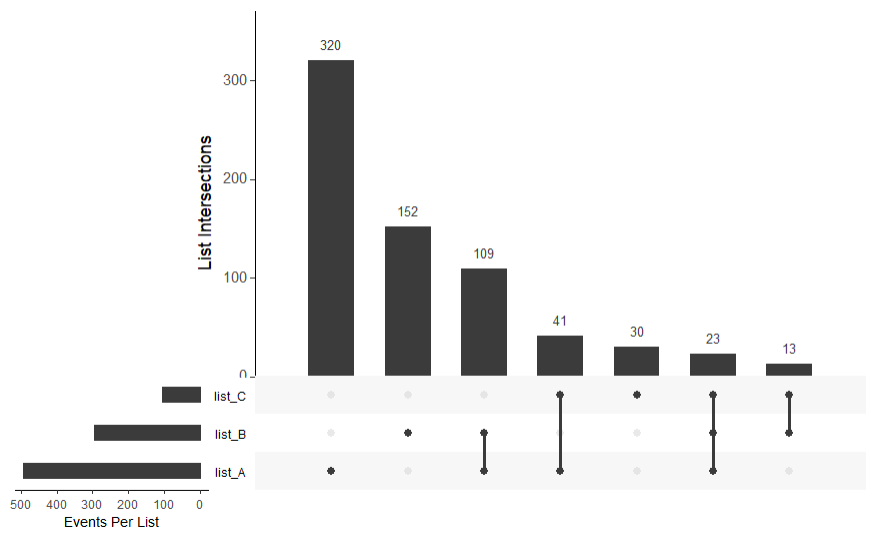 320
300
152
200
List Intersections
109
100
41
30
23
13
0
list_C
list_B
list_A
500 400 300 200 100 0
Events Per List